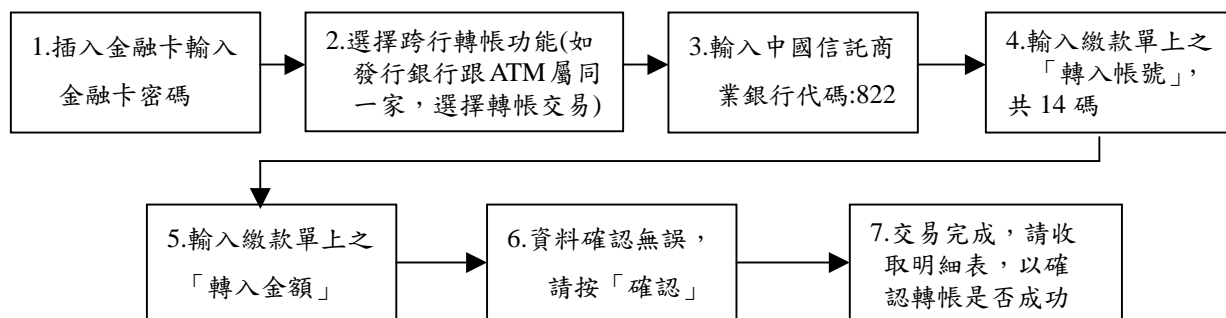 1.插入金融卡輸入
金融卡密碼
2.選擇跨行轉帳功能(如
發行銀行跟ATM屬同
一家，選擇轉帳交易)
3.輸入中國信託商
業銀行代碼:822
4.輸入繳款單上之
「轉入帳號」，
共 14 碼
5.輸入繳款單上之
「轉入金額」
6.資料確認無誤，
請按「確認」
7.交易完成，請收
取明細表，以確
認轉帳是否成功